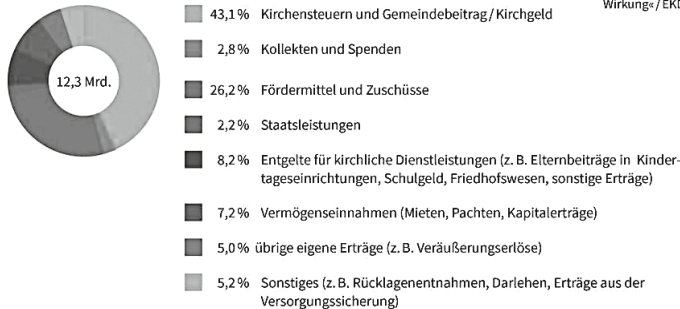 Wirkung«/EKD
12,3 Mrd.
43,1% Kirchensteuern und Gemeindebeitrag/Kirchgeld
2,8% Kollekten und Spenden
26,2% Fördermittel und Zuschüsse
2,2% Staatsleistungen
8,2% Entgelte für kirchliche Dienstleistungen (z.B. Elternbeiträge in Kinder-
tageseinrichtungen, Schulgeld, Friedhofswesen, sonstige Erträge)
7,2% Vermögenseinnahmen (Mieten, Pachten, Kapitalerträge)
5,0% übrige eigene Erträge (z.B. Veräußerungserlöse)
5,2% Sonstiges (z.B. Rücklagenentnahmen, Darlehen, Erträge aus der
Versorgungssicherung)